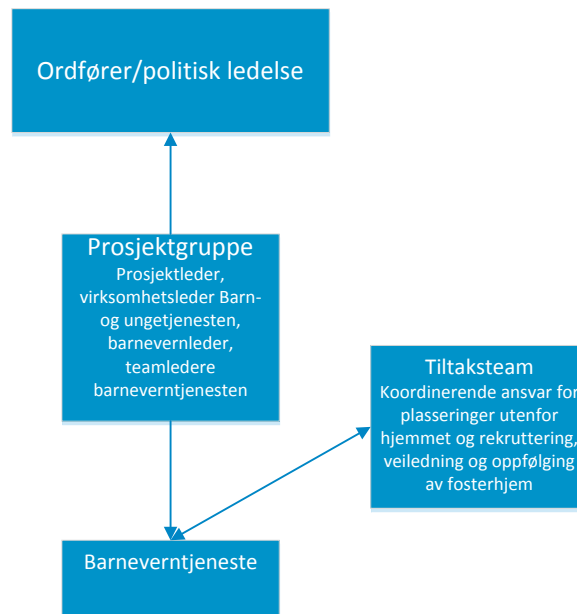 Ordfører/politisk ledelse
Prosjektgruppe
Prosjektleder,
virksomhetsleder Barn-
og ungetjenesten,
barnevernleder,
teamledere
barneverntjenesten
Tiltaksteam
Koordinerende ansvar for
plasseringer utenfor
hjemmet og rekruttering,
veiledning og oppfølging
av fosterhjem
Barneverntjeneste